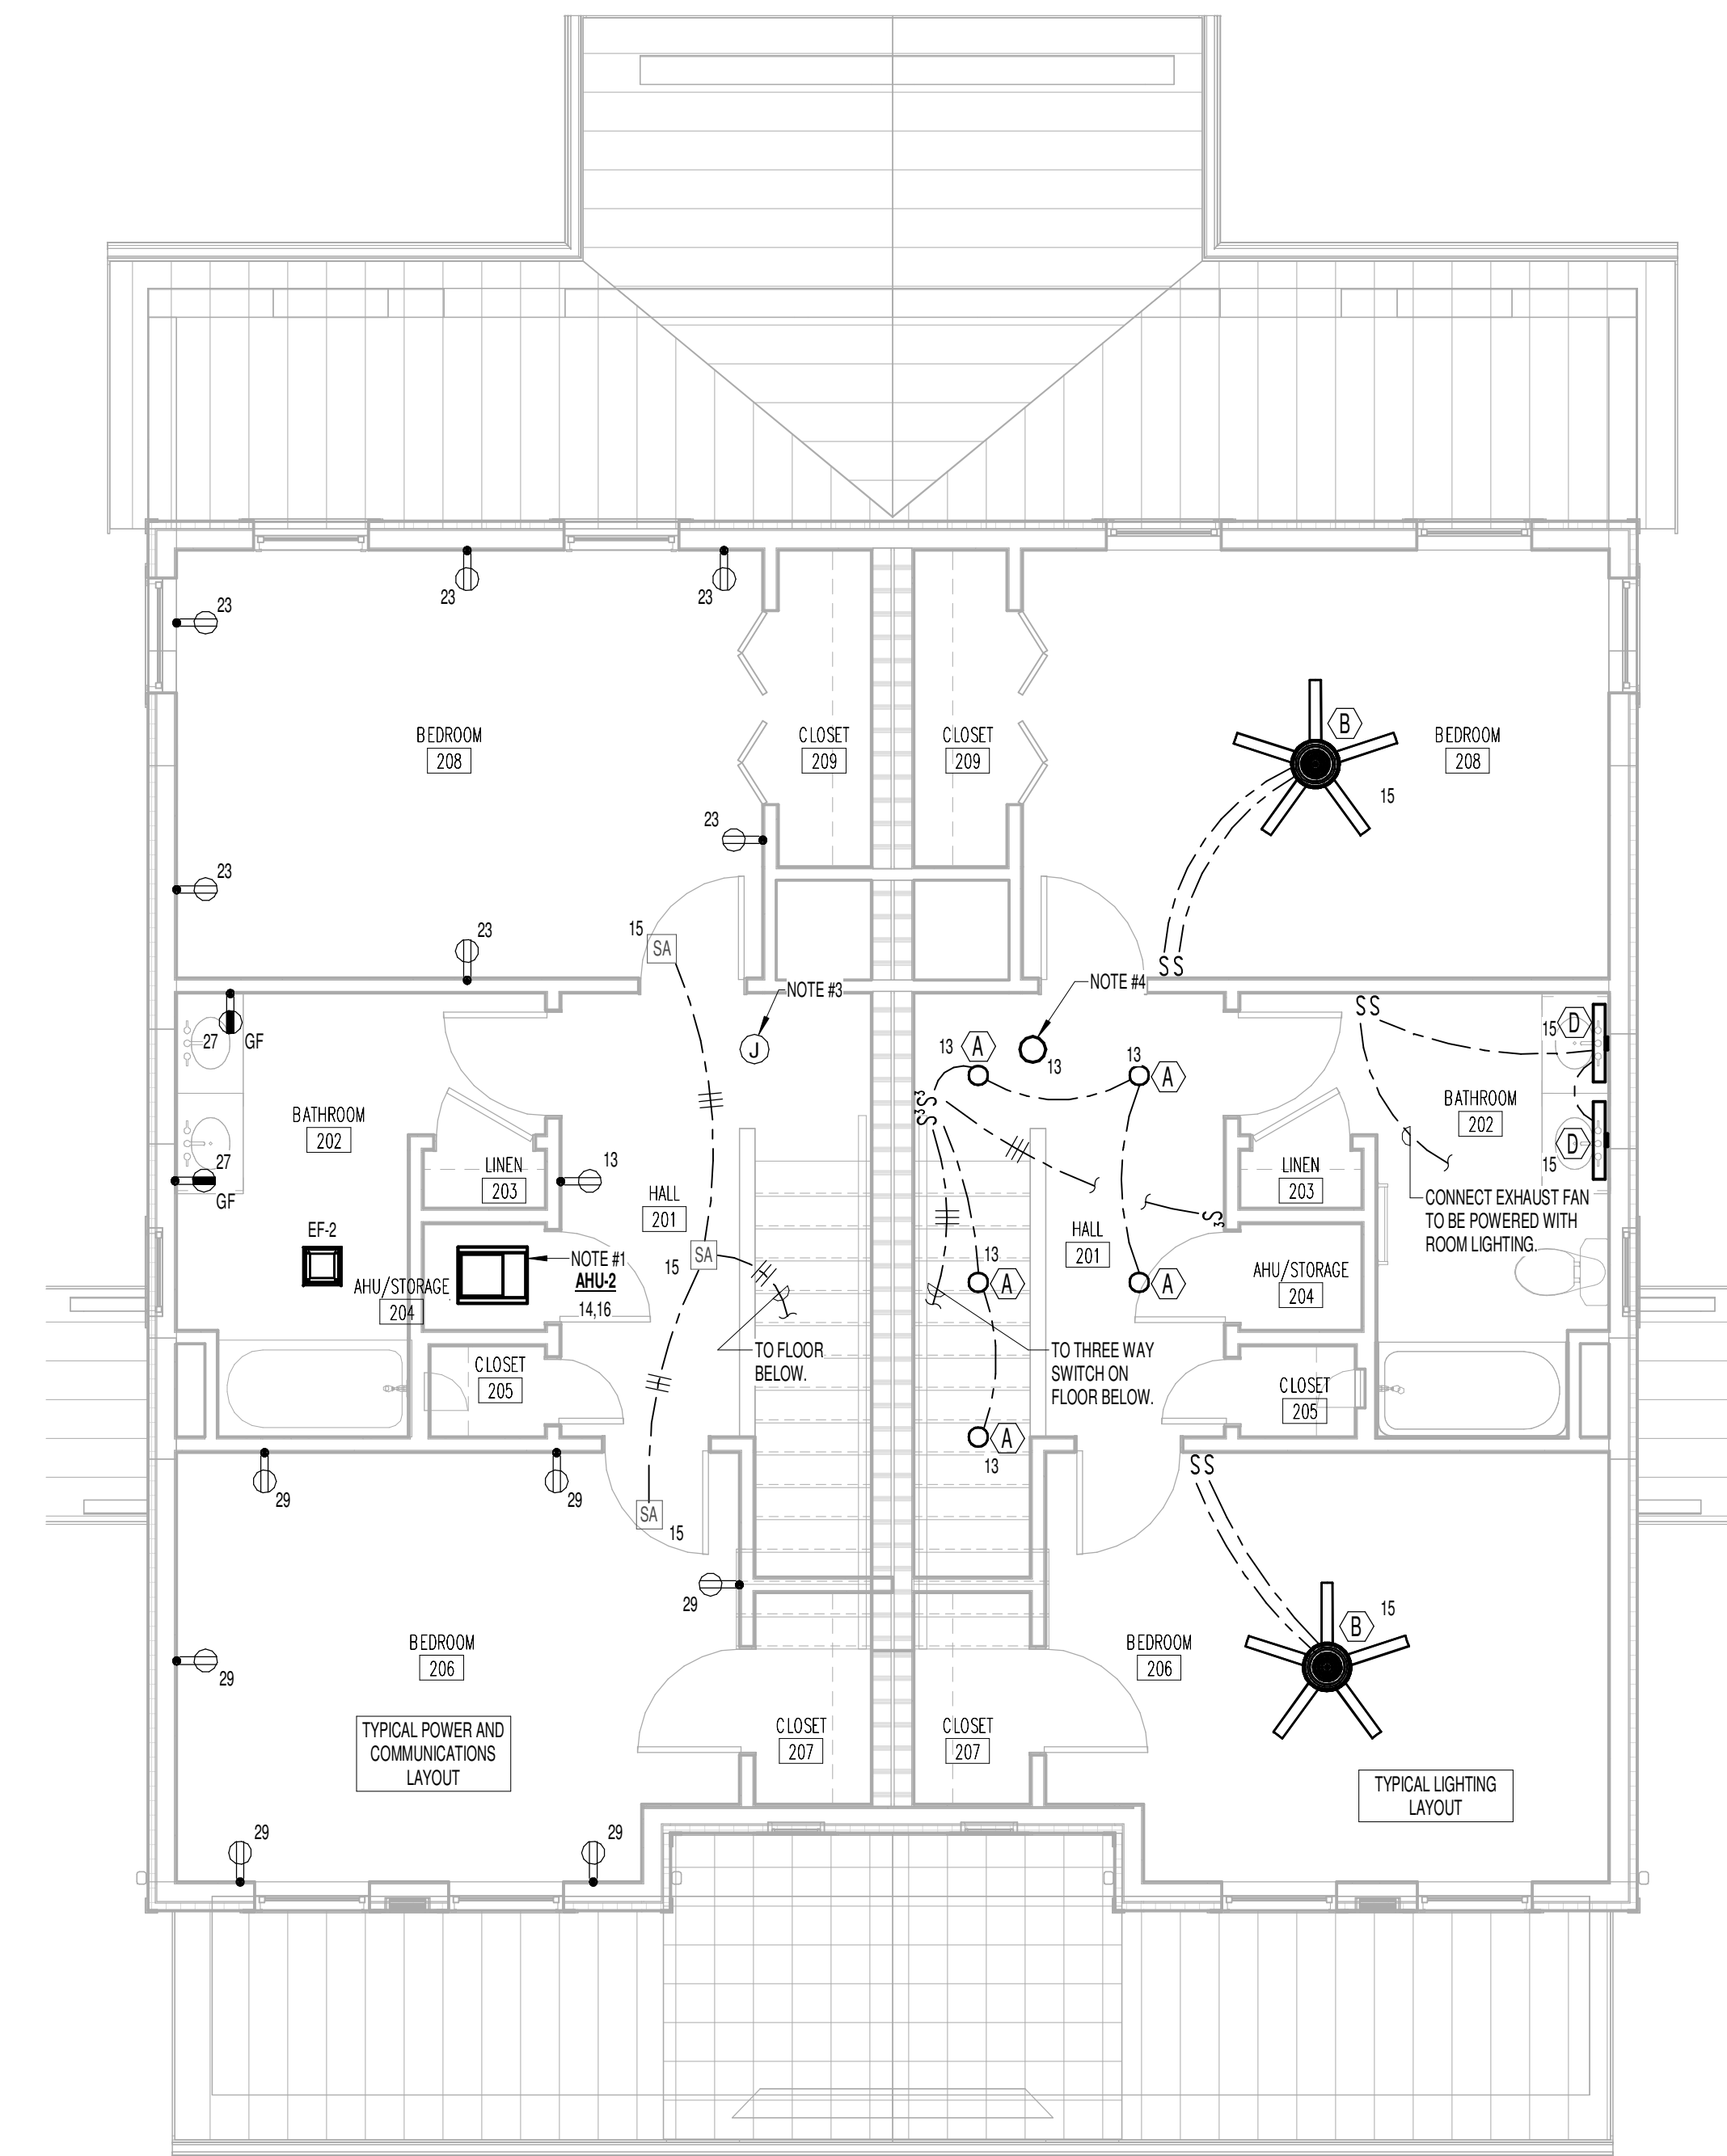 23
23
23
BEDROOM
208
CLOSET
209
CLOSET
209
B
BEDROOM
208
15
23
23
23
15
SA
SS
NOTE #3
NOTE #4
SS
27
GF
J
13
A
13
13
A
15
D
BATHROOM
202
S3
S3
BATHROOM
202
15
D
27
GF
LINEN
203
13
HALL
201
LINEN
203
CONNECT EXHAUST FAN
TO BE POWERED WITH
ROOM LIGHTING.
S3
HALL
201
EF-2
NOTE #1
AHU-2
14,16
AHU/STORAGE
204
SA
15
13
A
A
AHU/STORAGE
204
TO FLOOR
BELOW.
TO THREE WAY
SWITCH ON
FLOOR BELOW.
CLOSET
205
CLOSET
205
A
13
SS
29
29
SA
15
29
29
BEDROOM
206
BEDROOM
206
B
15
TYPICAL POWER AND
COMMUNICATIONS
LAYOUT
CLOSET
207
CLOSET
207
TYPICAL LIGHTING
LAYOUT
29
29